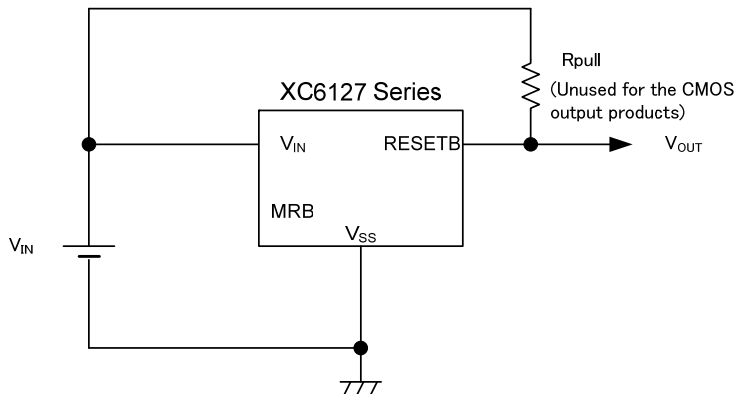 Rpull
(Unused for the CMOS
output products)
XC6127 Series
VIN
RESETB
VOUT
MRB
VSS
VIN